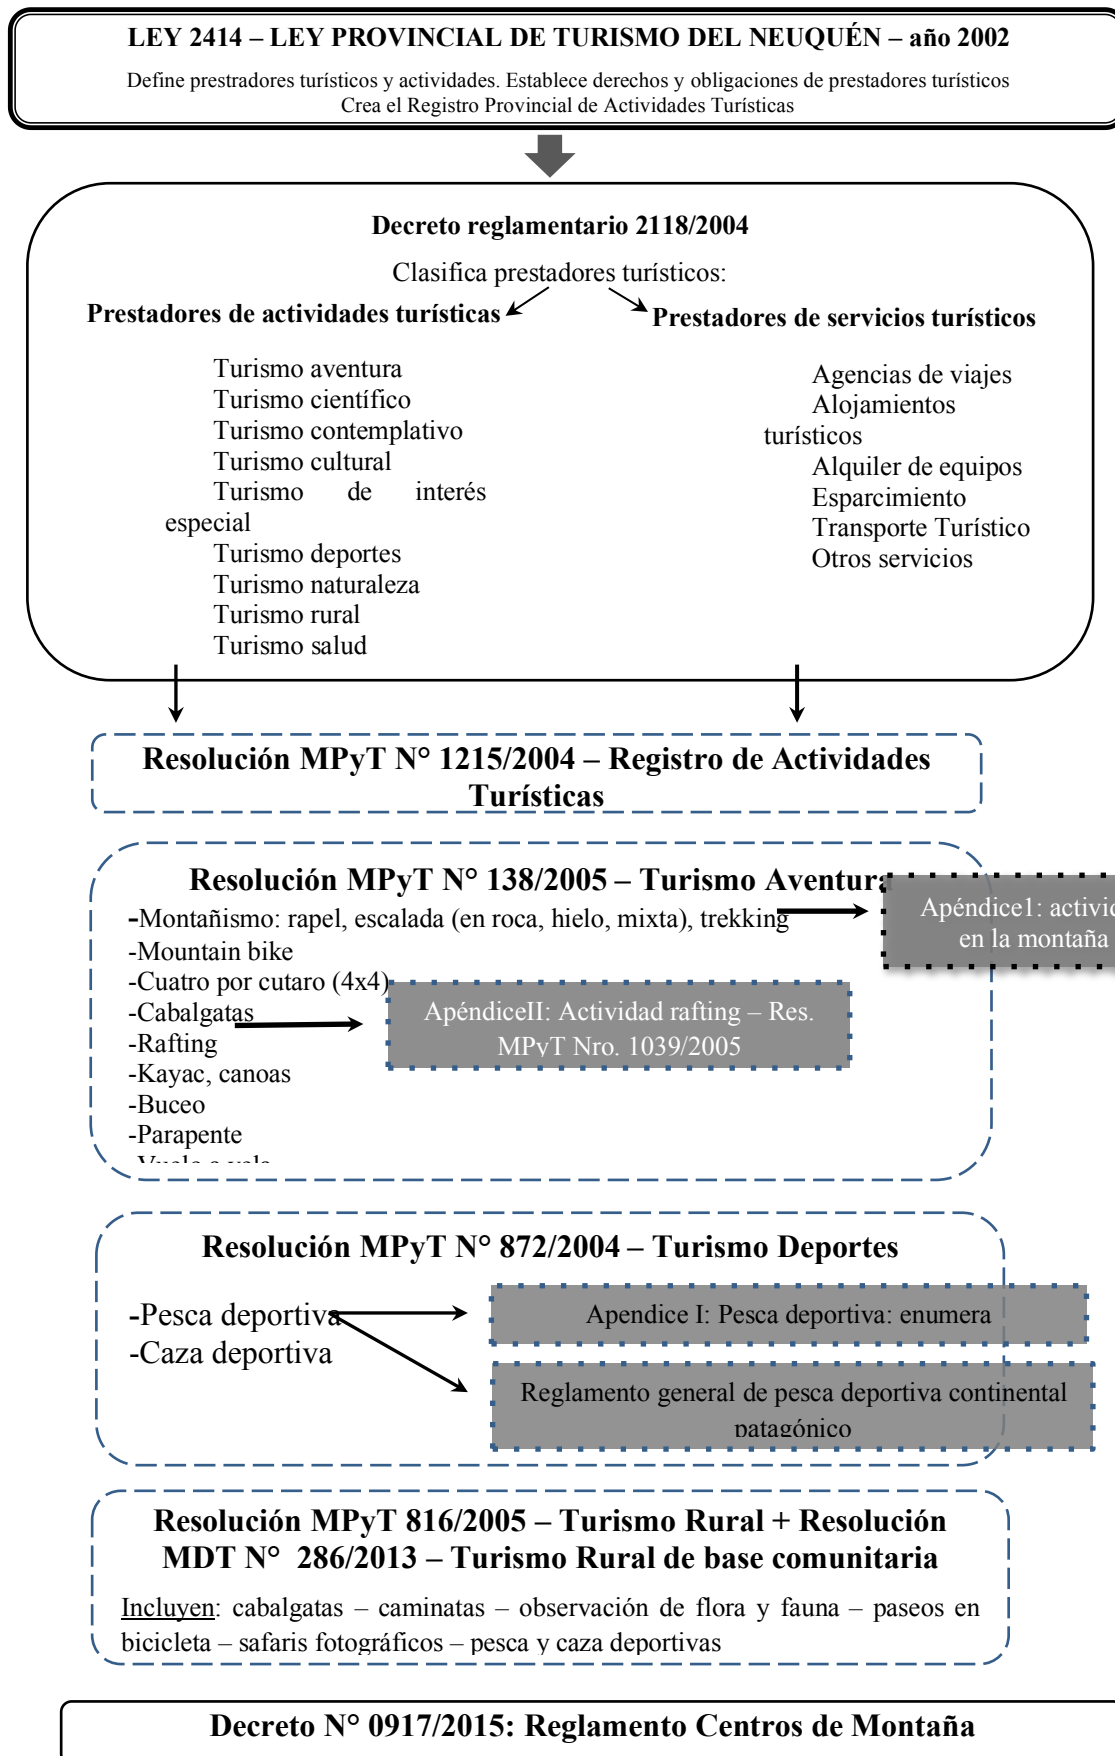 LEY 2414 – LEY PROVINCIAL DE TURISMO DEL NEUQUÉN – año 2002
Define prestradores turísticos y actividades. Establece derechos y obligaciones de prestadores turísticos
Crea el Registro Provincial de Actividades Turísticas
Decreto reglamentario 2118/2004
Clasifica prestadores turísticos:
Prestadores de actividades turísticas
Turismo aventura
Turismo científico
Turismo contemplativo
Turismo cultural
Turismo de interés
especial
Turismo deportes
Turismo naturaleza
Turismo rural
Turismo salud
Prestadores de servicios turísticos
Agencias de viajes
Alojamientos
turísticos
Alquiler de equipos
Esparcimiento
Transporte Turístico
Otros servicios
Resolución MPyT N° 1215/2004 – Registro de Actividades
Turísticas
Resolución MPyT N° 138/2005 – Turismo Aventura
-Montañismo: rapel, escalada (en roca, hielo, mixta), trekking
Apéndice1: activid
en la montaña
-Mountain bike
-Cuatro por cutaro (4x4)
-Cabalgatas
ApéndiceII: Actividad rafting – Res.
MPyT Nro. 1039/2005
-Rafting
-Kayac, canoas
-Buceo
-Parapente
-Vuelo a vela
Resolución MPyT N° 872/2004 – Turismo Deportes
-Pesca deportiva
-Caza deportiva
Apendice I: Pesca deportiva: enumera
Reglamento general de pesca deportiva continental
patagónico
Resolución MPyT 816/2005 – Turismo Rural + Resolución
MDT N° 286/2013 – Turismo Rural de base comunitaria
Incluyen: cabalgatas – caminatas – observación de flora y fauna – paseos en
bicicleta – safaris fotográficos – pesca y caza deportivas
Decreto N° 0917/2015: Reglamento Centros de Montaña